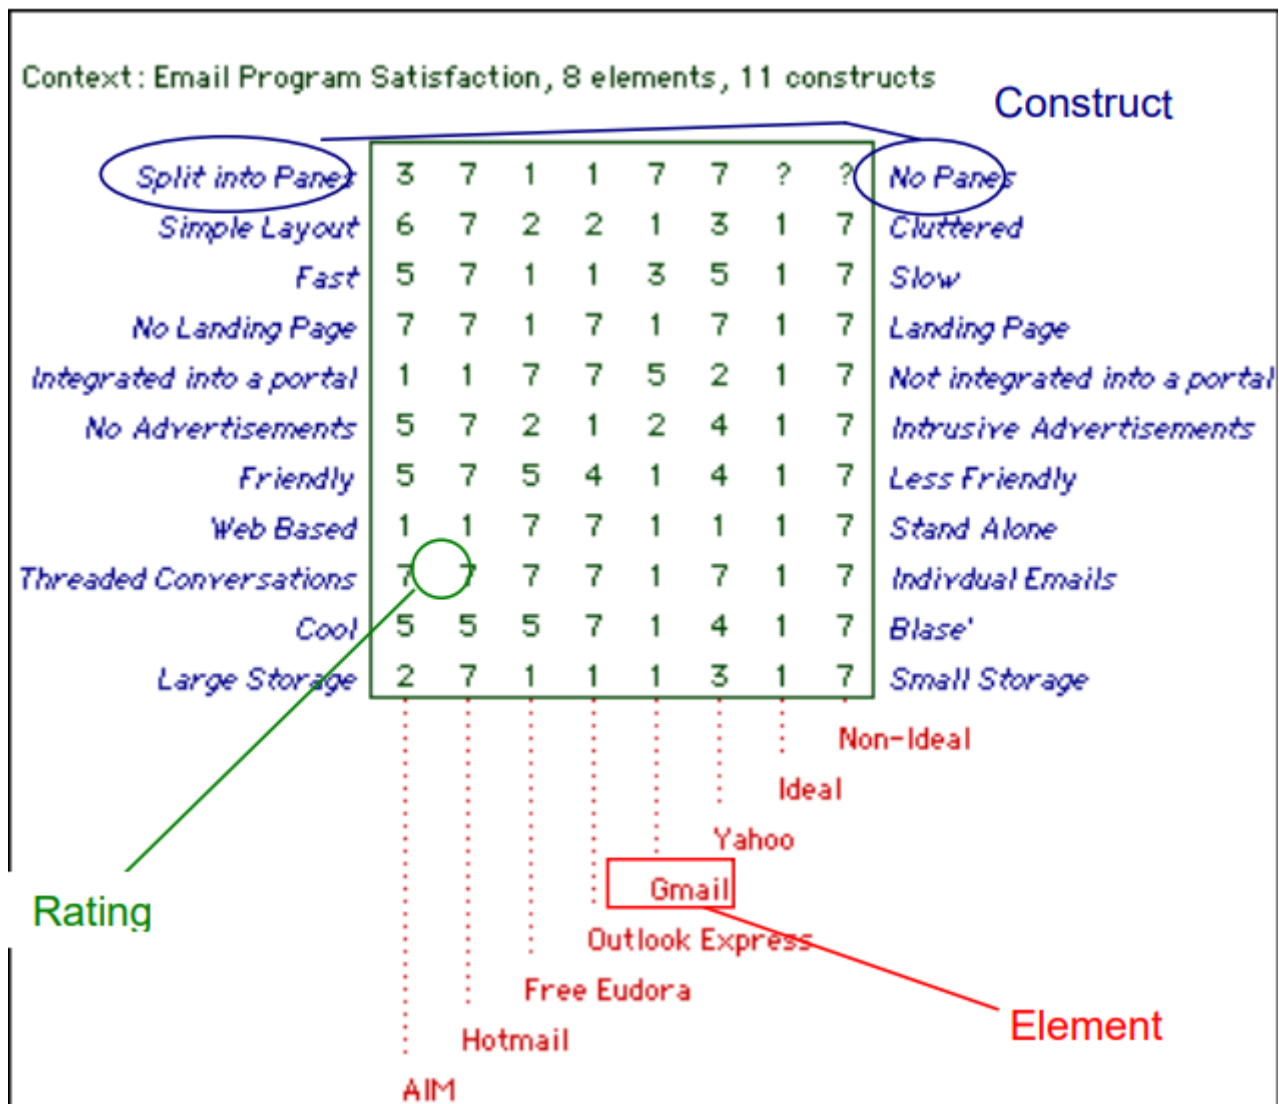 Context: Email Program Satisfaction, 8 elements, 11 constructs
Construct
Split into Panes 3 7 1 1 7 7 ? ? No Panes
Simple Layout 6 7 2 2 1 3 1 7 Cluttered
Fast 5 7 1 1 3 5 1 7 Slow
No Landing Page 7 7 1 7 1 7 1 7 Landing Page
Integrated into a portal 1 1 7 7 5 2 1 7 Not integrated into a portal
No Advertisements 5 7 2 1 2 4 1 7 Intrusive Advertisements
Friendly 5 7 5 4 1 4 1 7 Less Friendly
Web Based 1 1 7 7 1 1 1 7 Stand Alone
Threaded Conversations 7 7 7 7 1 7 1 7 Indivdual Emails
Cool 5 5 5 7 1 4 1 7 Blase'
Large Storage 2 7 1 1 1 3 1 7 Small Storage
Non-Ideal
Ideal
Yahoo
Gmail
Rating
Outlook Express
Free Eudora
Element
Hotmail
AIM